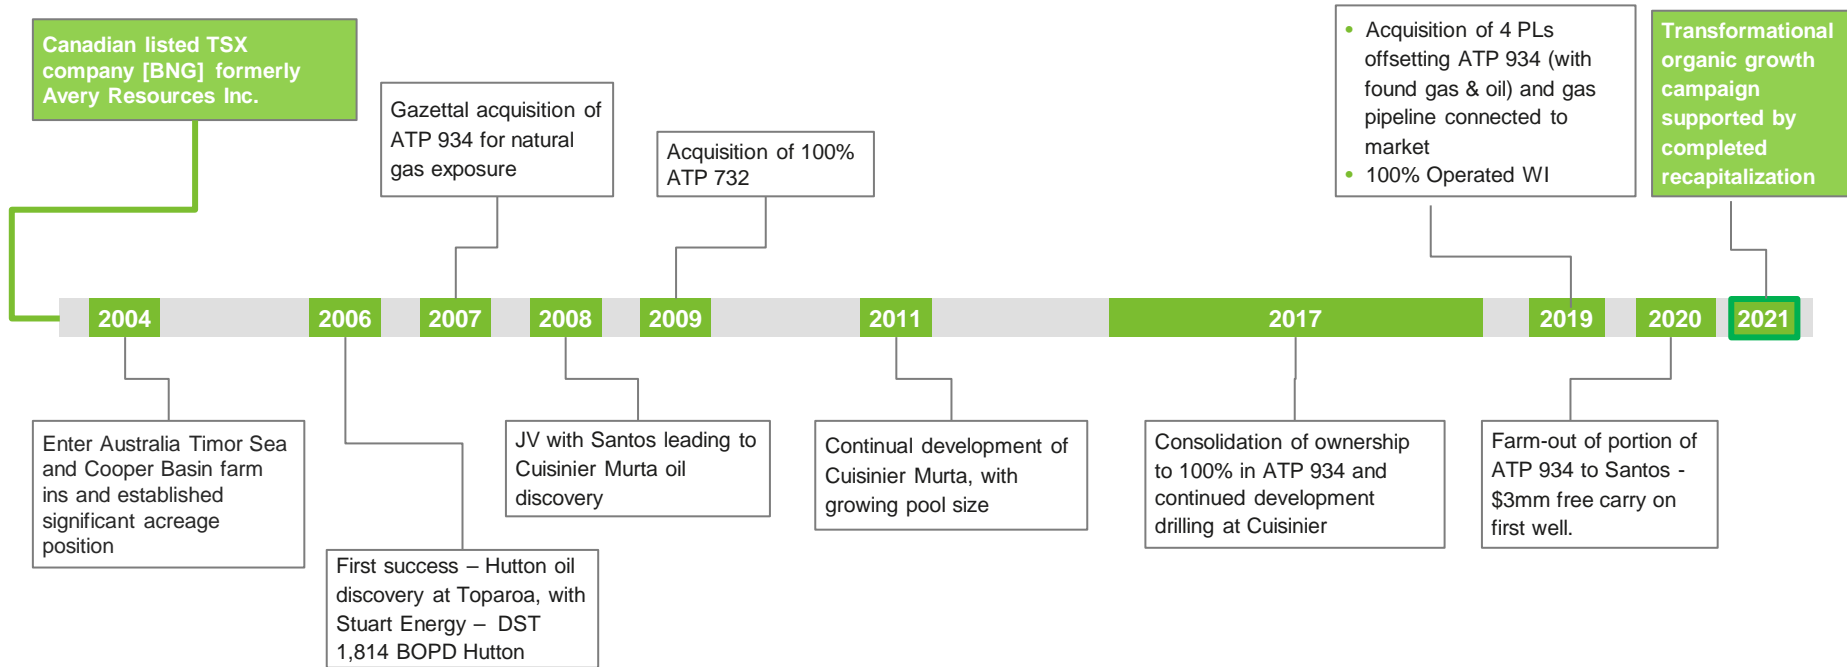 Canadian listed TSX
company [BNG] formerly
Avery Resources Inc.
Gazettal acquisition of
ATP 934 for natural
gas exposure
Acquisition of 100%
ATP 732
• Acquisition of 4 PLs
offsetting ATP 934 (with
found gas & oil) and gas
pipeline connected to
market
• 100% Operated WI
Transformational
organic growth
campaign
supported by
completed
recapitalization
2004
2006
2007
2008
2009
2011
2017
2019
2020
2021
Enter Australia Timor Sea
and Cooper Basin farm
ins and established
significant acreage
position
First success – Hutton oil
discovery at Toparoa, with
Stuart Energy – DST
1,814 BOPD Hutton
JV with Santos leading to
Cuisinier Murta oil
discovery
Continual development of
Cuisinier Murta, with
growing pool size
Consolidation of ownership
to 100% in ATP 934 and
continued development
drilling at Cuisinier
Farm-out of portion of
ATP 934 to Santos -
$3mm free carry on
first well.